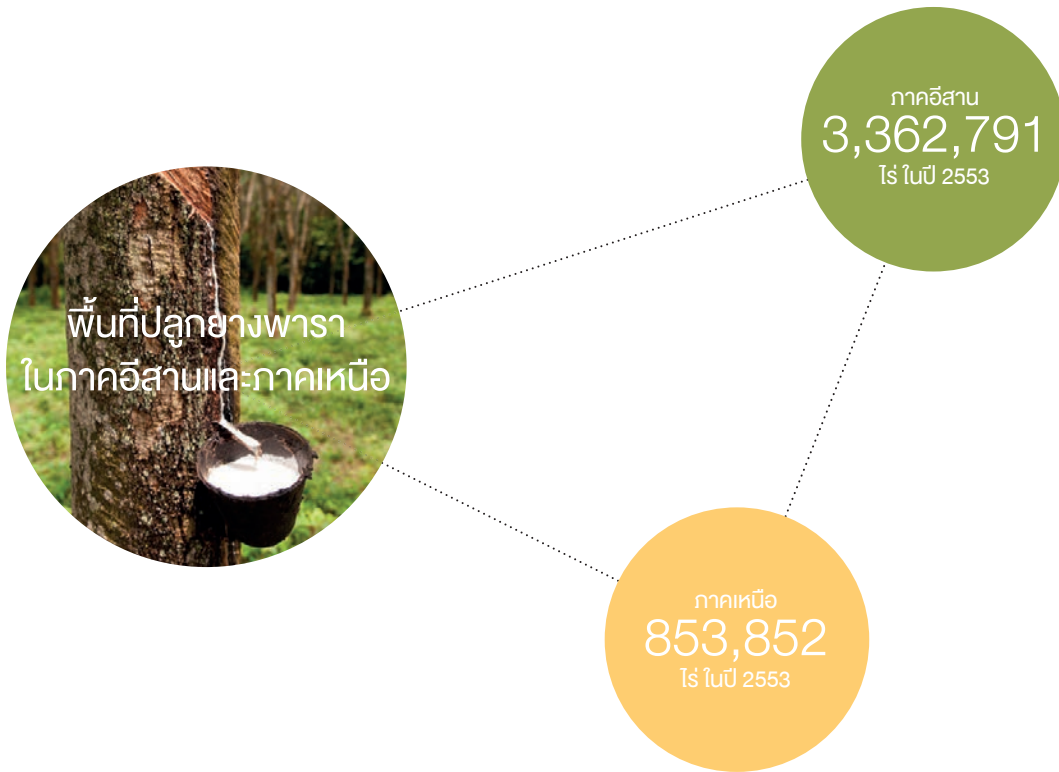 ภาคอีสาน
3,362,791
ไร่ ในปี 2553
พื้นที่ปลูกยางพารา
ในภาคอีสานและภาคเหนือ
ภาคเหนือ
853,852
ไร่ ในปี 2553